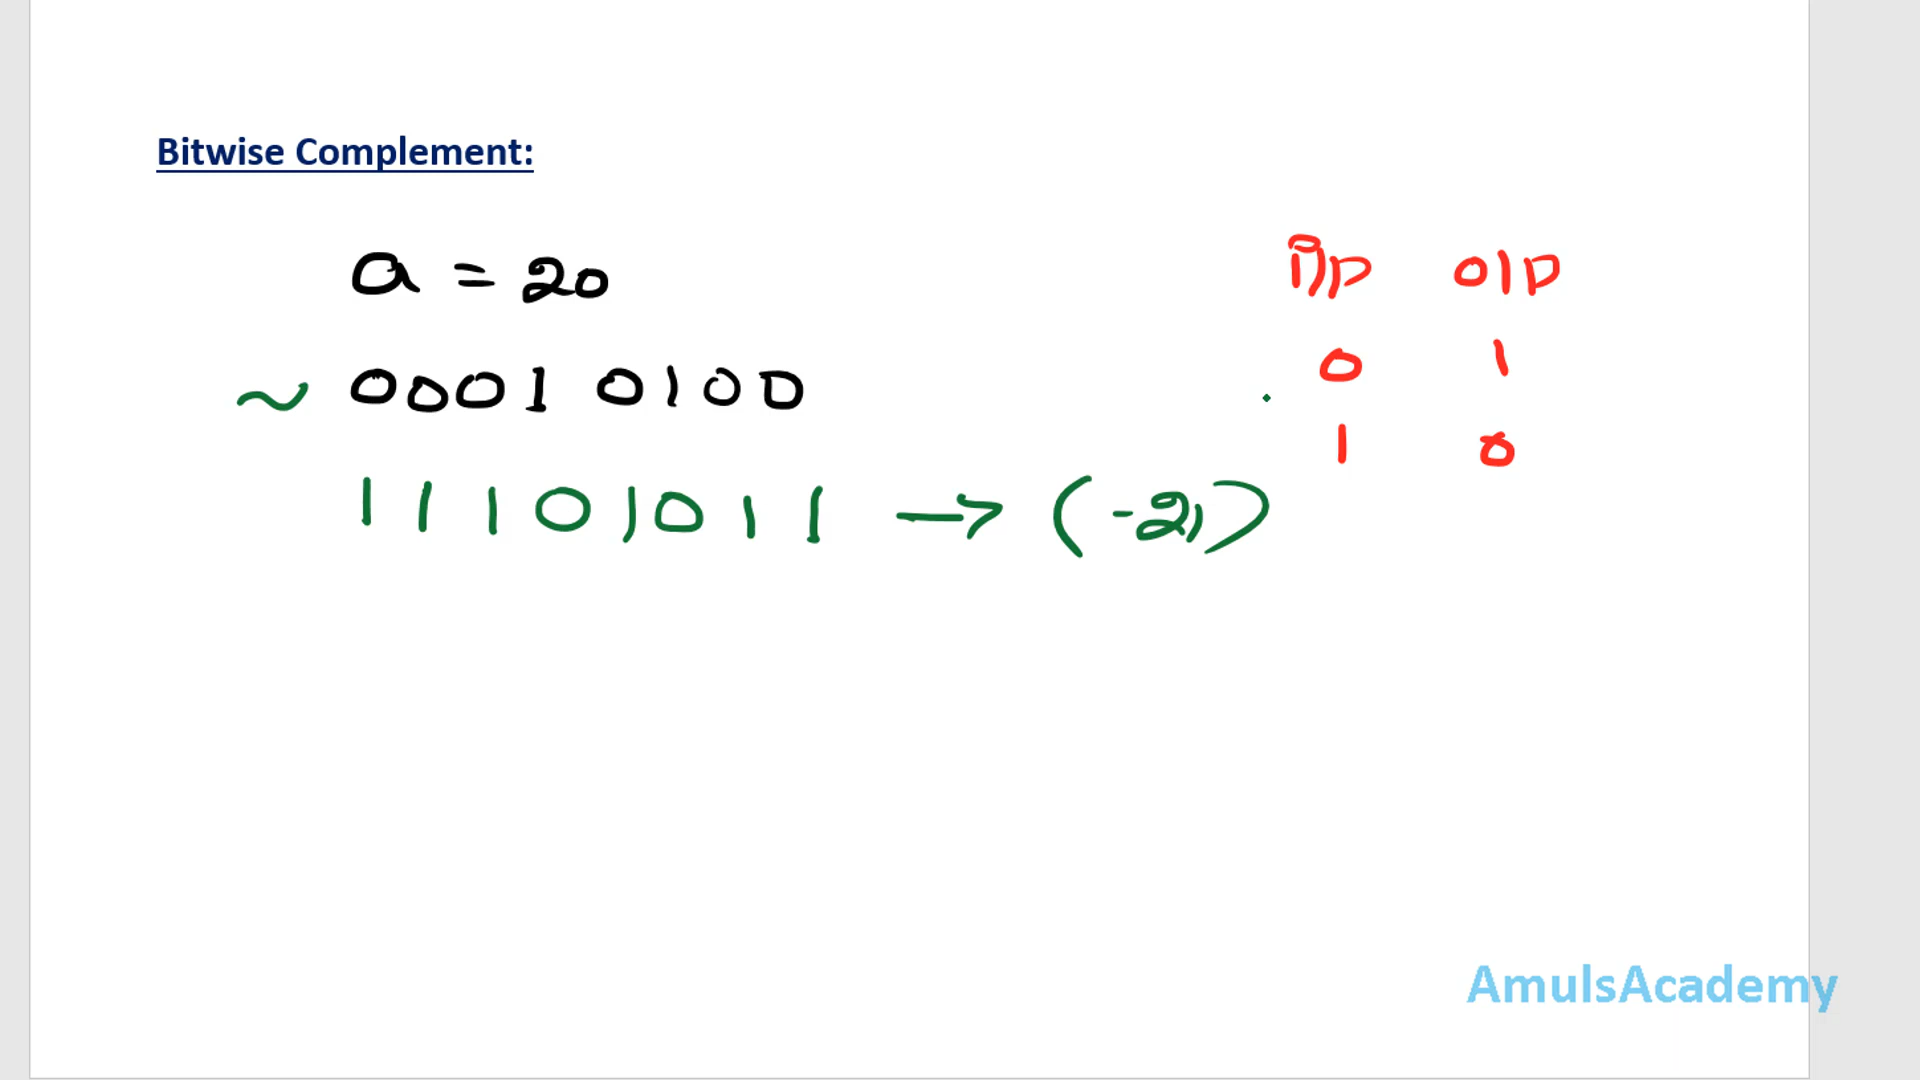 Bitwise Complement:
a = 20
~ 0001 0100
11101011 → (-21)
i/p o/p
0 1
1 0
AmulsAcademy